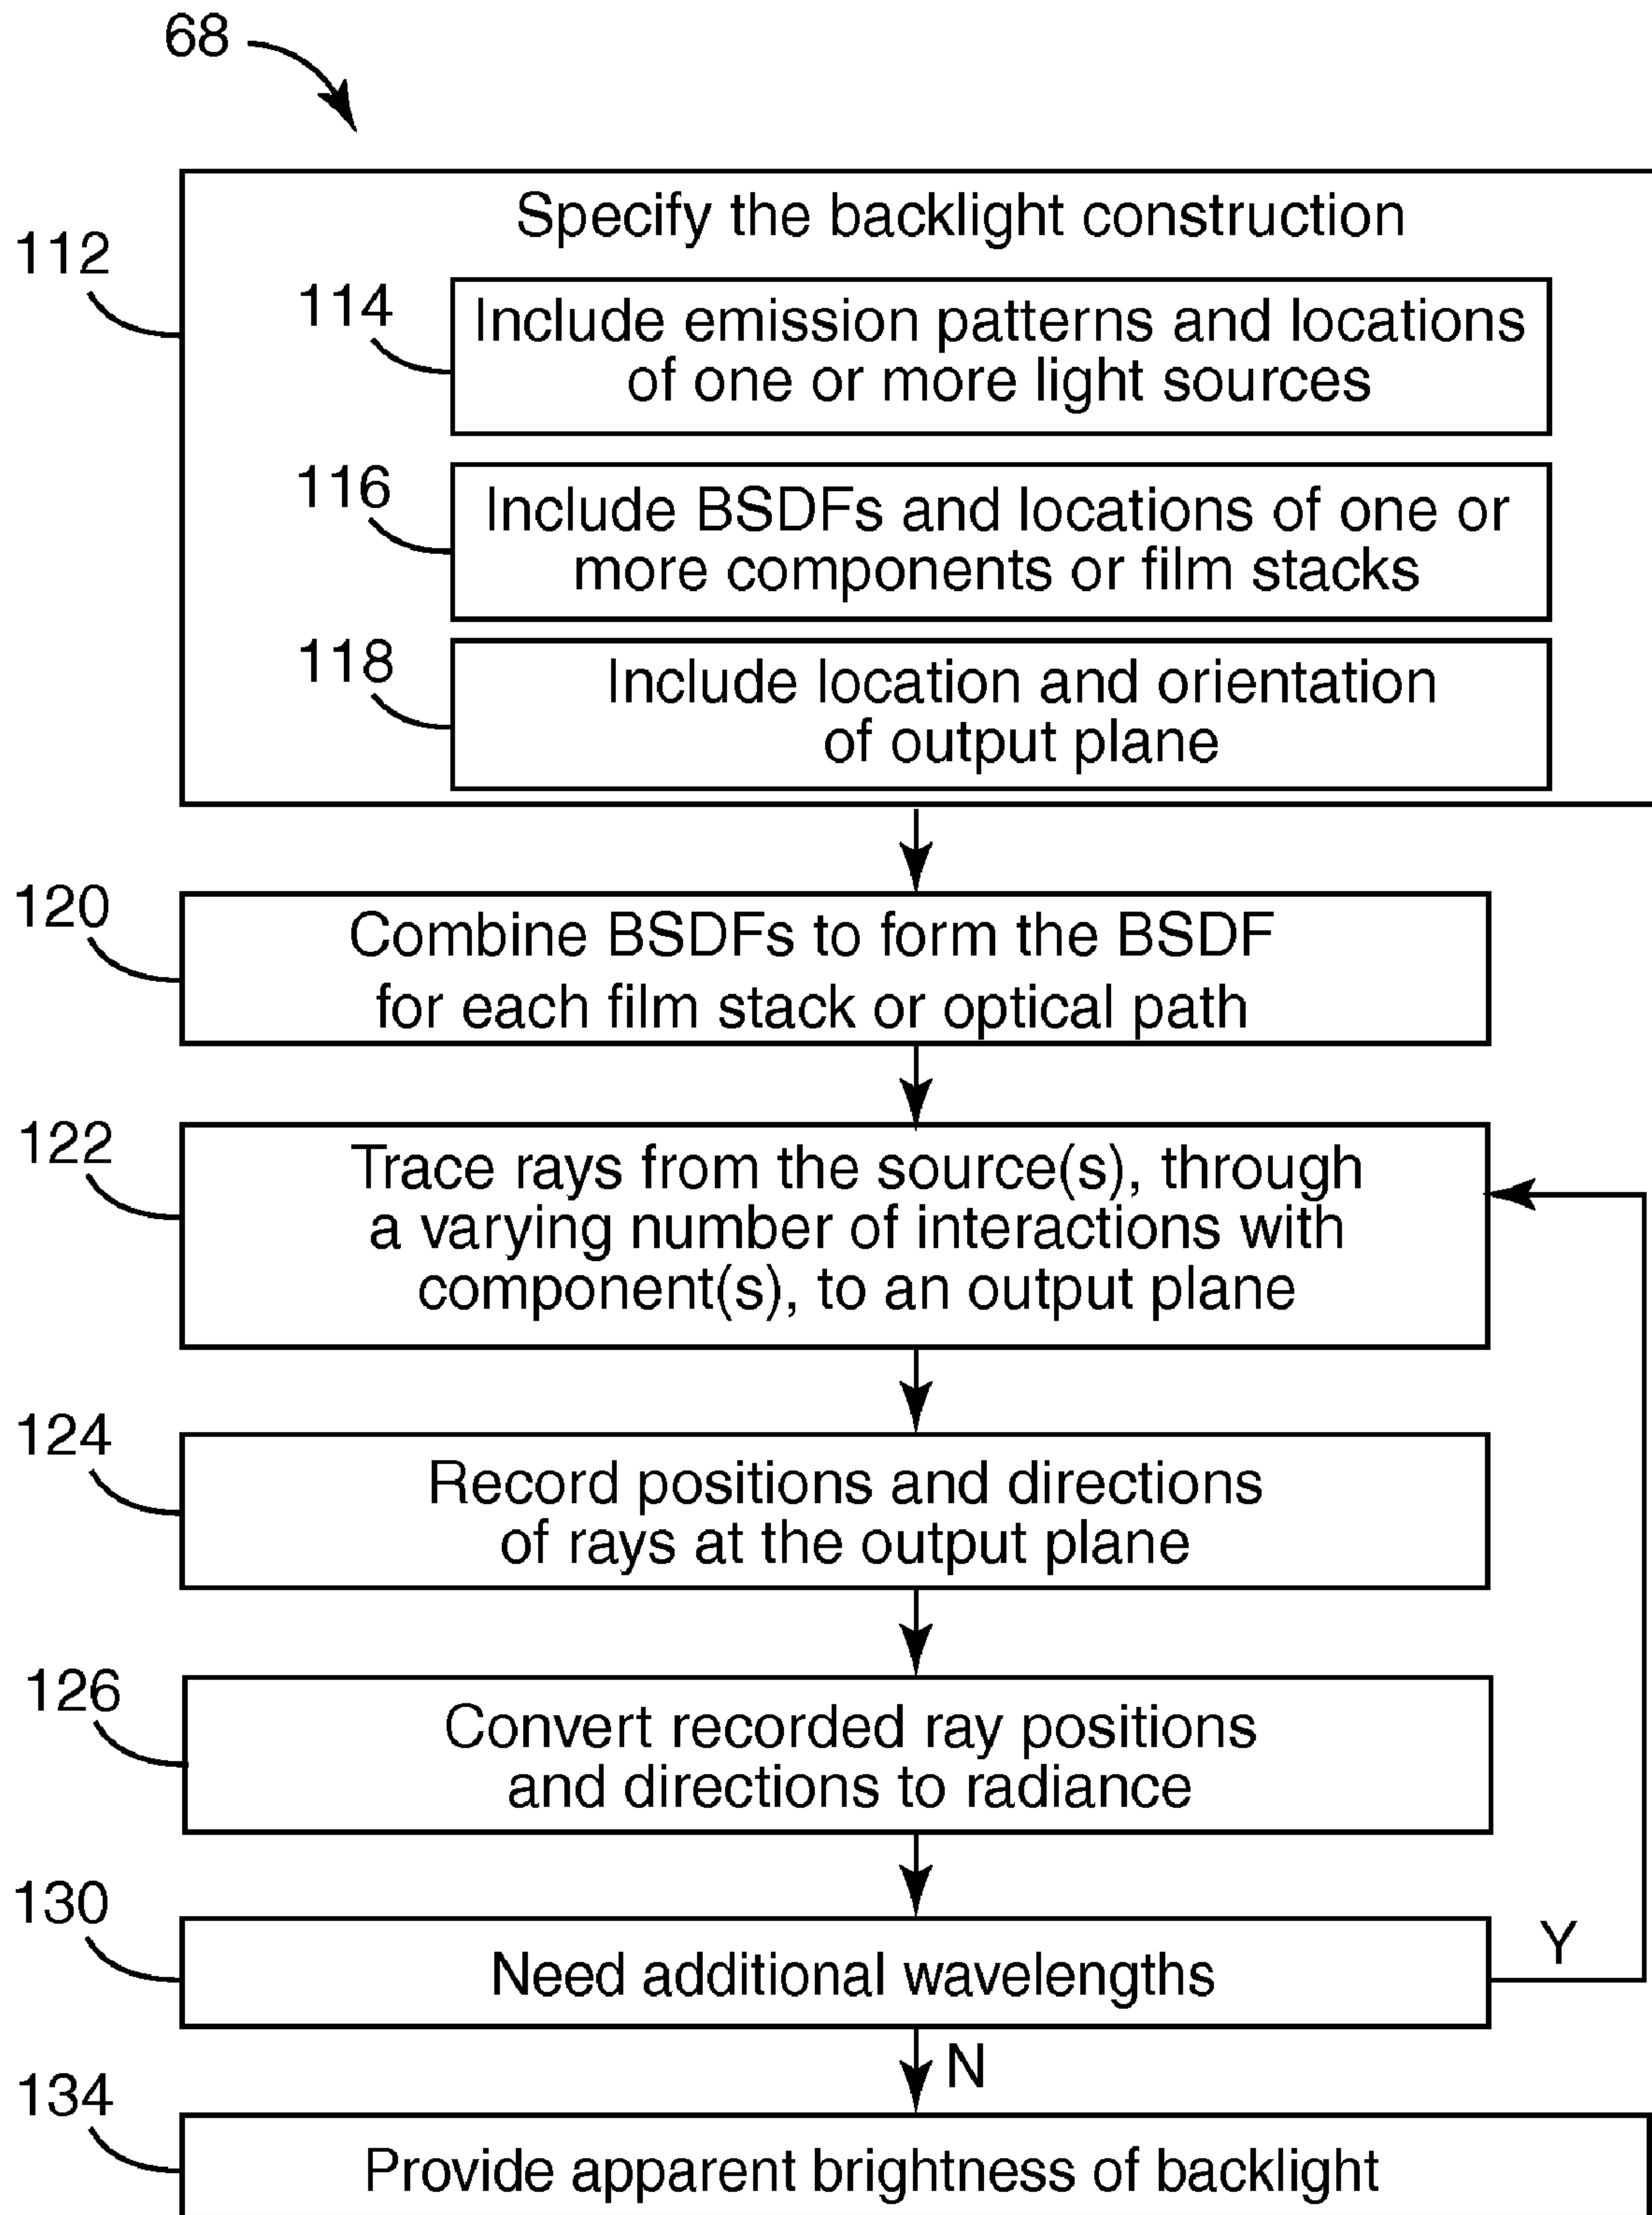 68
112
Specify the backlight construction
114
Include emission patterns and locations
of one or more light sources
116
Include BSDFs and locations of one or
more components or film stacks
118
Include location and orientation
of output plane
120
Combine BSDFs to form the BSDF
for each film stack or optical path
122
Trace rays from the source(s), through
a varying number of interactions with
component(s), to an output plane
124
Record positions and directions
of rays at the output plane
126
Convert recorded ray positions
and directions to radiance
130
Need additional wavelengths
Y
N
134
Provide apparent brightness of backlight